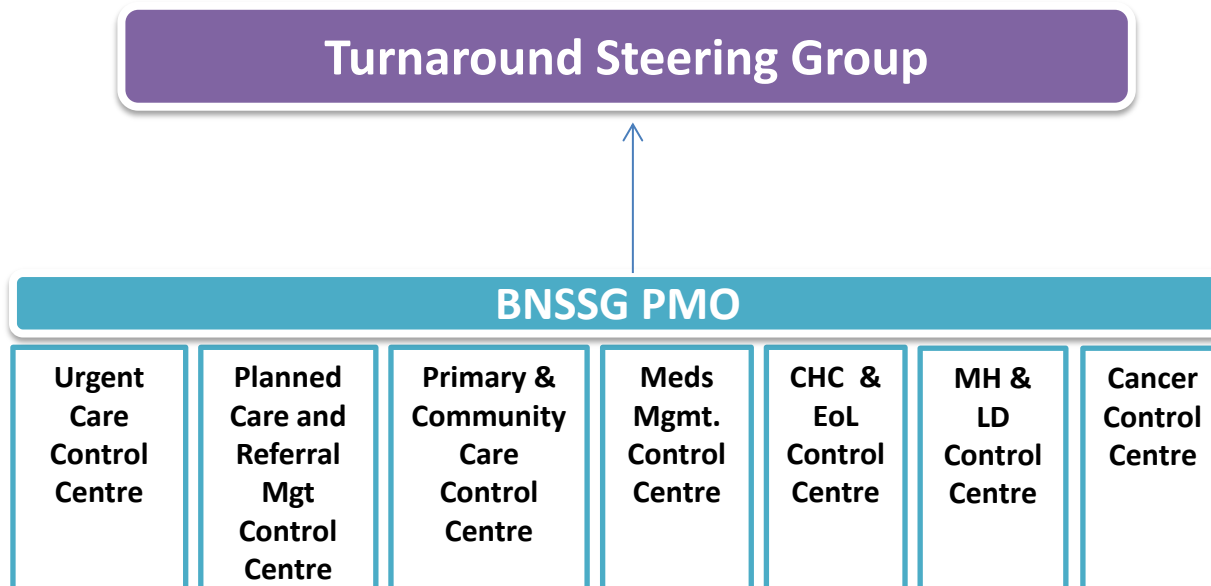 Turnaround Steering Group
BNSSG PMO
Urgent
Care
Control
Centre
Planned
Care and
Referral
Mgt
Control
Centre
Primary &
Community
Care
Control
Centre
Meds
Mgmt.
Control
Centre
CHC & 
EoL
Control
Centre
MH &
LD
Control
Centre
Cancer
Control
Centre